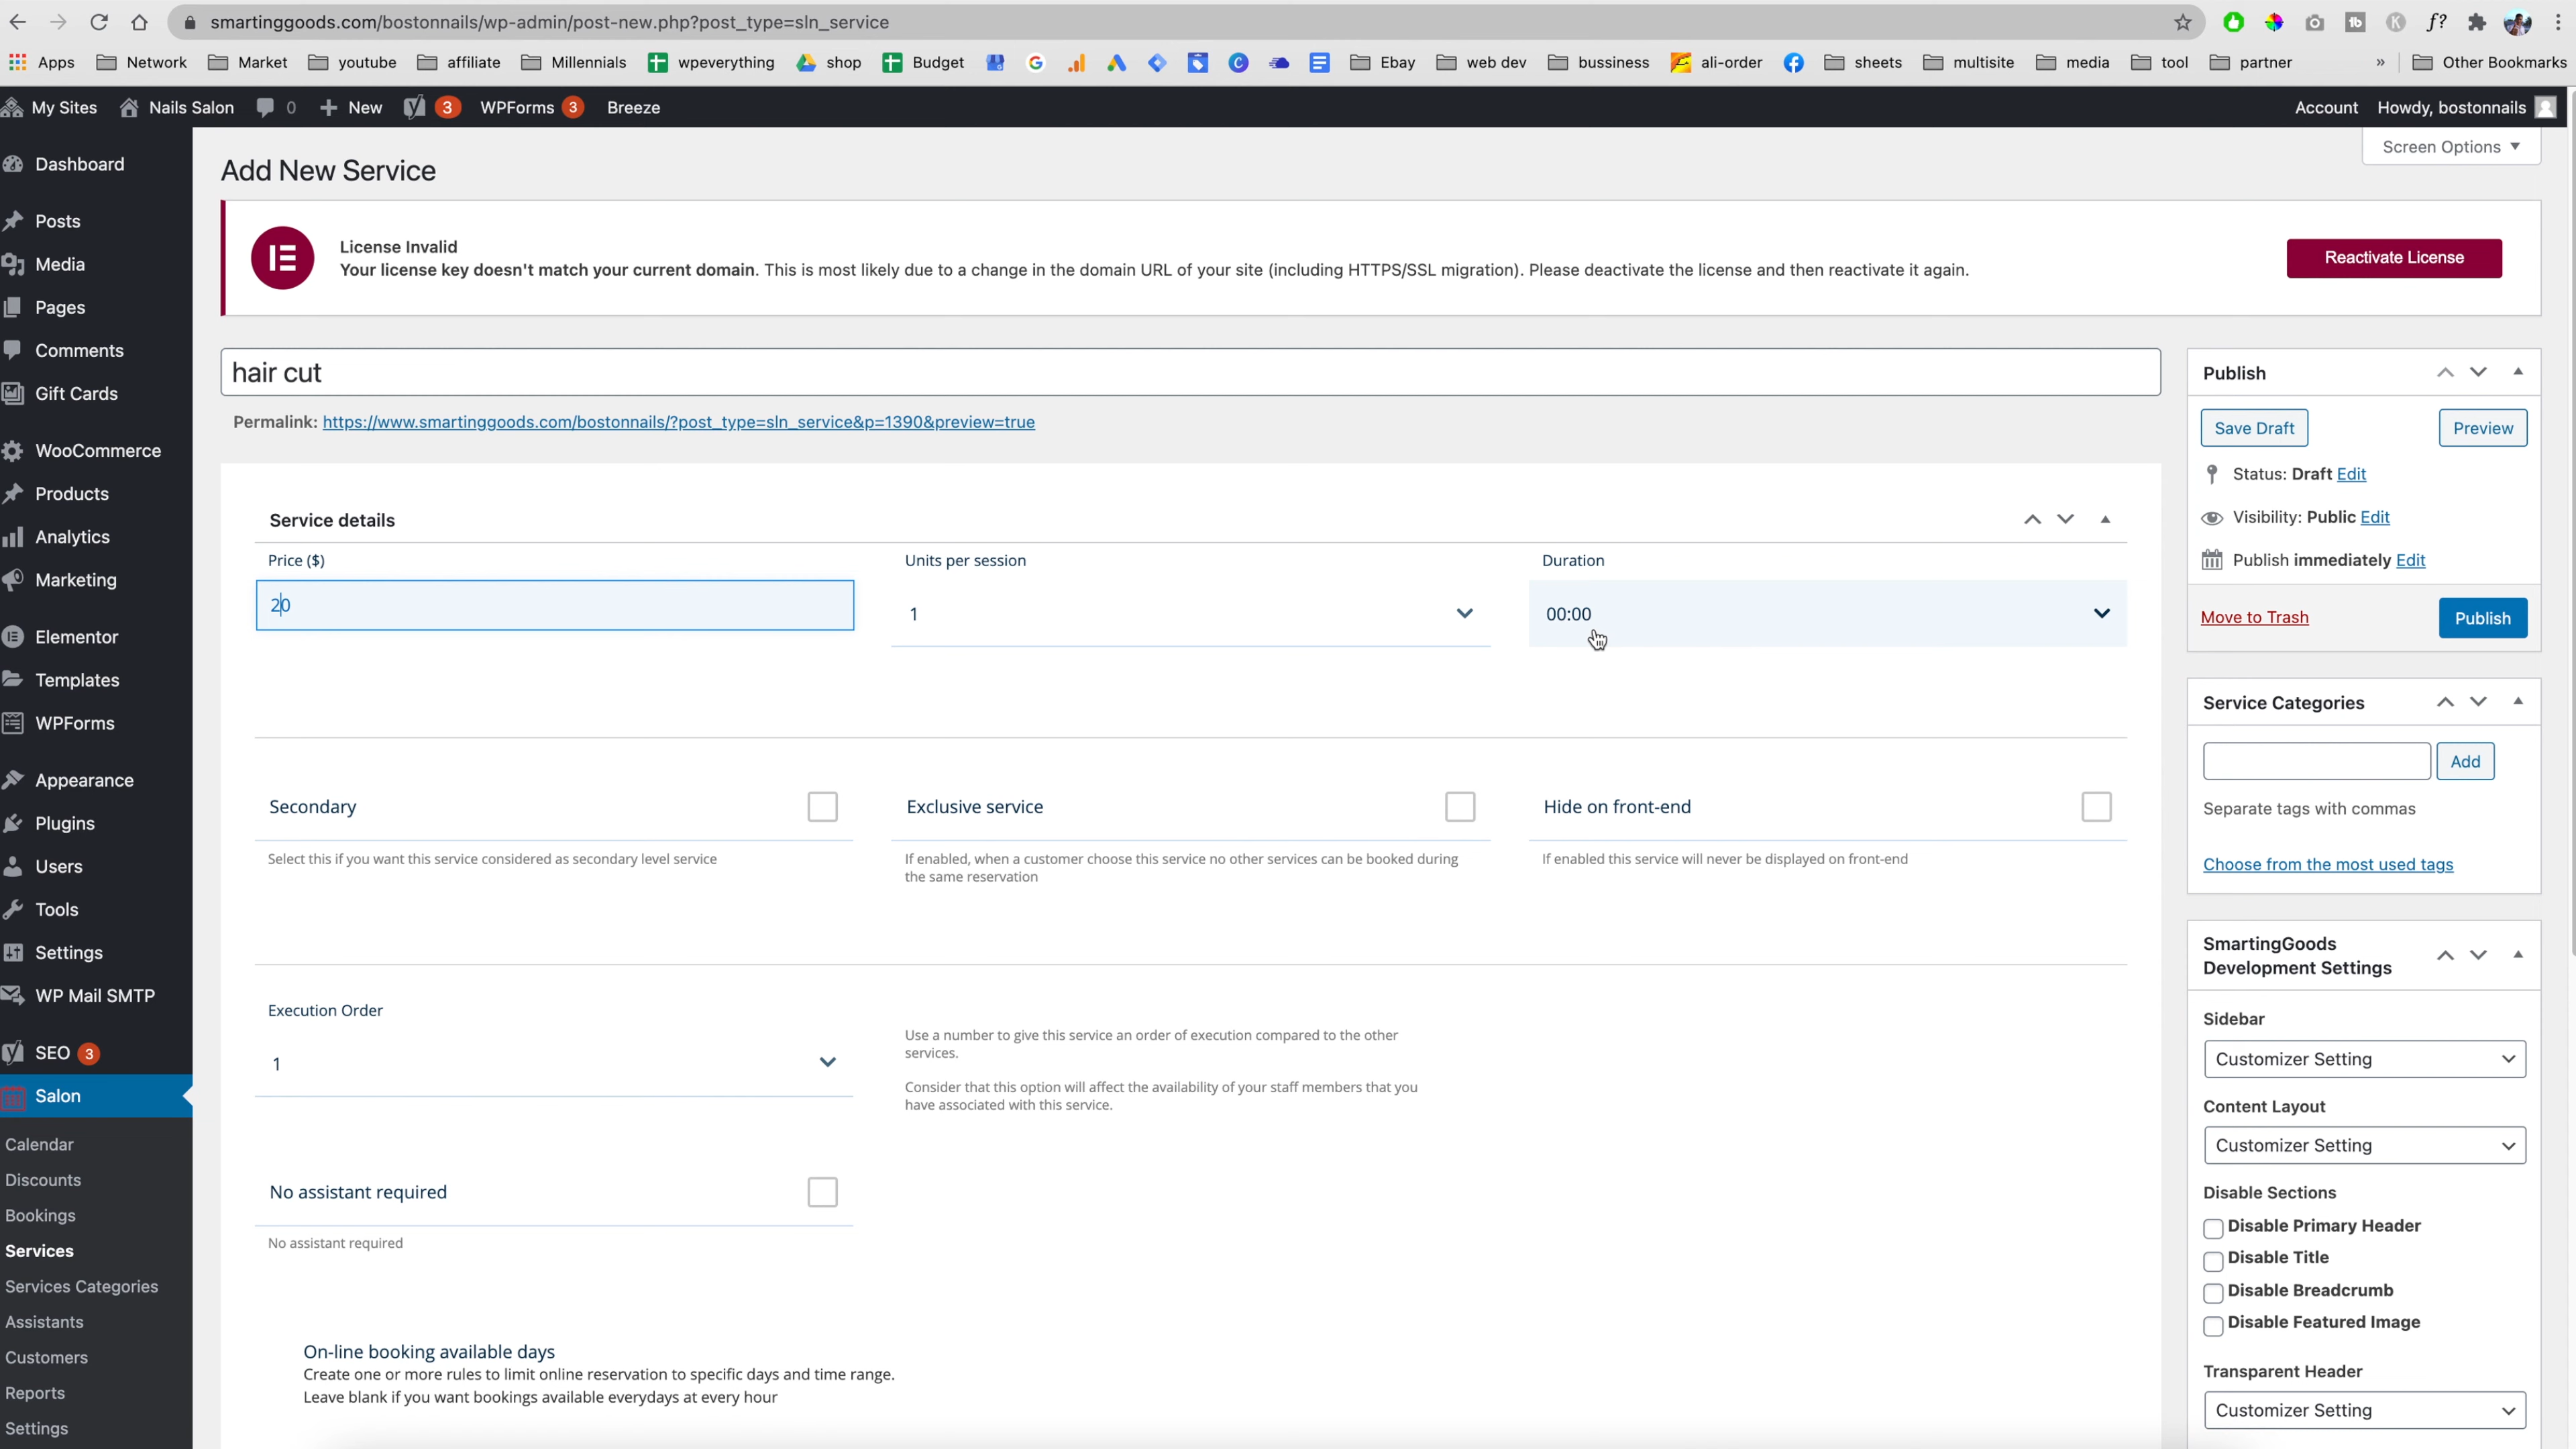 smartinggoods.com/bostonnails/wp-admin/post-new.php?post_type=sln_service
Apps Network Market youtube affiliate Millennials wpeverything shop Budget Ebay web dev bussiness ali-order sheets multisite media tool partner » Other Bookmarks
My Sites Nails Salon 0 New 3 WPForms 3 Breeze Account Howdy, bostonnails
Screen Options
Dashboard
Posts
Media
Pages
Comments
Gift Cards
WooCommerce
Products
Analytics
Marketing
Elementor
Templates
WPForms
Appearance
Plugins
Users
Tools
Settings
WP Mail SMTP
SEO 3
Salon
Calendar
Discounts
Bookings
Services
Services Categories
Assistants
Customers
Reports
Settings
Add New Service
License Invalid
Your license key doesn't match your current domain. This is most likely due to a change in the domain URL of your site (including HTTPS/SSL migration). Please deactivate the license and then reactivate it again.
Reactivate License
hair cut
Permalink: https://www.smartinggoods.com/bostonnails/?post_type=sln_service&p=1390&preview=true
Service details
Price ($) Units per session Duration
20 1 00:00
Secondary Exclusive service Hide on front-end
Select this if you want this service considered as secondary level service
If enabled, when a customer choose this service no other services can be booked during
the same reservation
If enabled this service will never be displayed on front-end
Execution Order
1
Use a number to give this service an order of execution compared to the other
services.
Consider that this option will affect the availability of your staff members that you
have associated with this service.
No assistant required
No assistant required
On-line booking available days
Create one or more rules to limit online reservation to specific days and time range.
Leave blank if you want bookings available everydays at every hour
Publish
Save Draft Preview
Status: Draft Edit
Visibility: Public Edit
Publish immediately Edit
Move to Trash Publish
Service Categories
Add
Separate tags with commas
Choose from the most used tags
SmartingGoods
Development Settings
Sidebar
Customizer Setting
Content Layout
Customizer Setting
Disable Sections
Disable Primary Header
Disable Title
Disable Breadcrumb
Disable Featured Image
Transparent Header
Customizer Setting